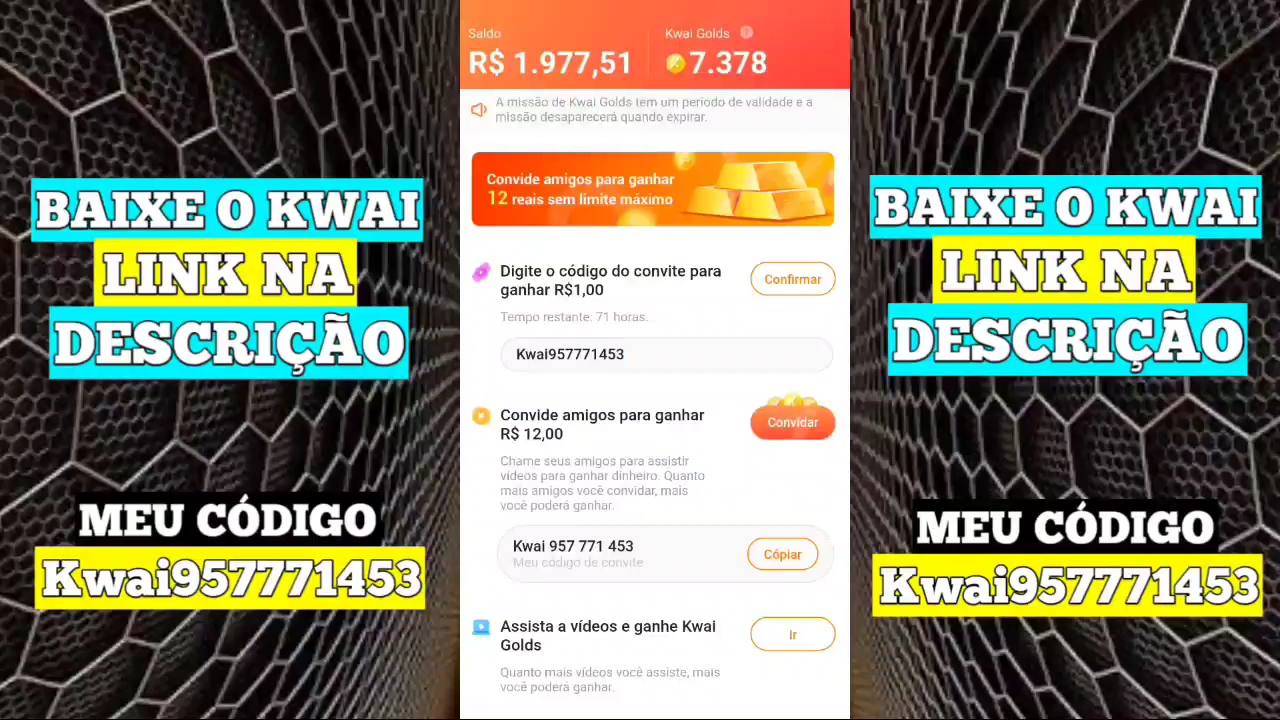 BAIXE O KWAI
LINK NA
DESCRIÇÃO
MEU CÓDIGO
Kwai957771453
Saldo
R$ 1.977,51
Kwai Golds
7.378
A missão de Kwai Golds tem um período de validade e a
missão desaparecerá quando expirar.
Convide amigos para ganhar
12 reais sem limite máximo
Digite o código do convite para
ganhar R$1,00
Confirmar
Tempo restante: 71 horas.
Kwai957771453
Convide amigos para ganhar
R$ 12,00
Convidar
Chame seus amigos para assistir
vídeos para ganhar dinheiro. Quanto
mais amigos você convidar, mais
você poderá ganhar.
Kwai 957 771 453
Meu código de convite
Cópiar
Assista a vídeos e ganhe Kwai
Golds
Ir
Quanto mais vídeos você assiste, mais
você poderá ganhar.
BAIXE O KWAI
LINK NA
DESCRIÇÃO
MEU CÓDIGO
Kwai957771453